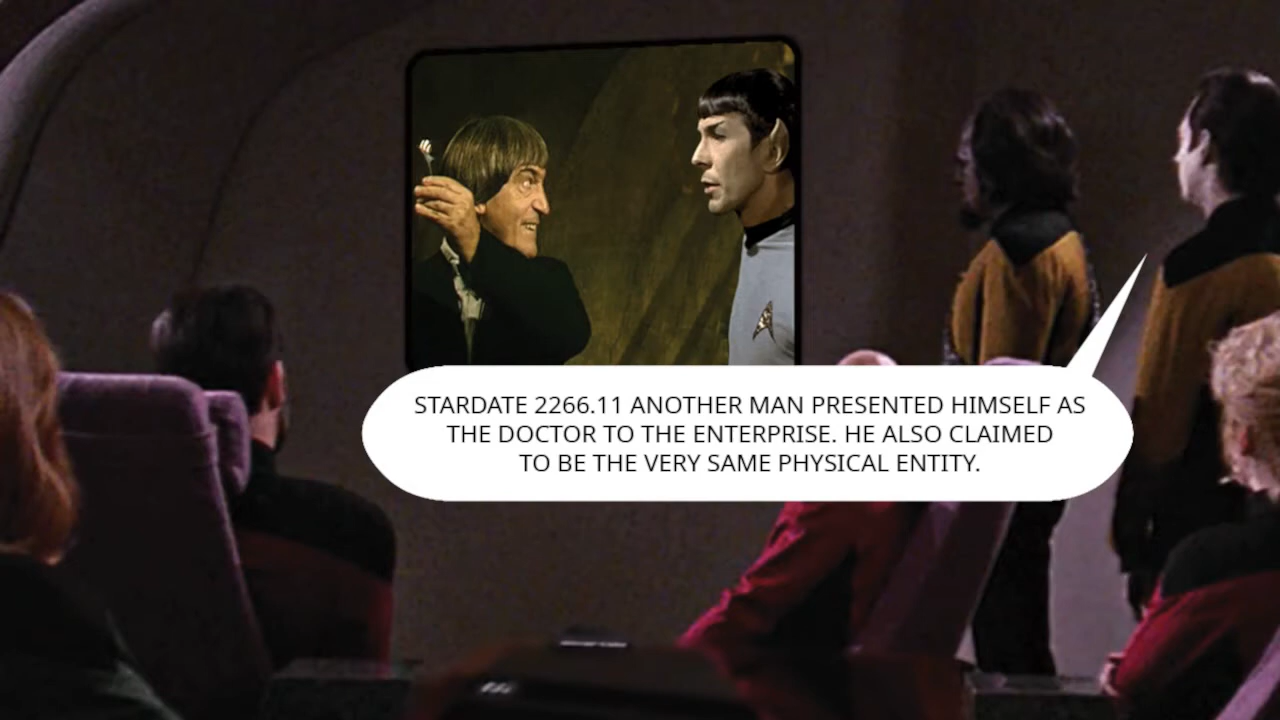 STARDATE 2266.11 ANOTHER MAN PRESENTED HIMSELF AS
THE DOCTOR TO THE ENTERPRISE. HE ALSO CLAIMED
TO BE THE VERY SAME PHYSICAL ENTITY.